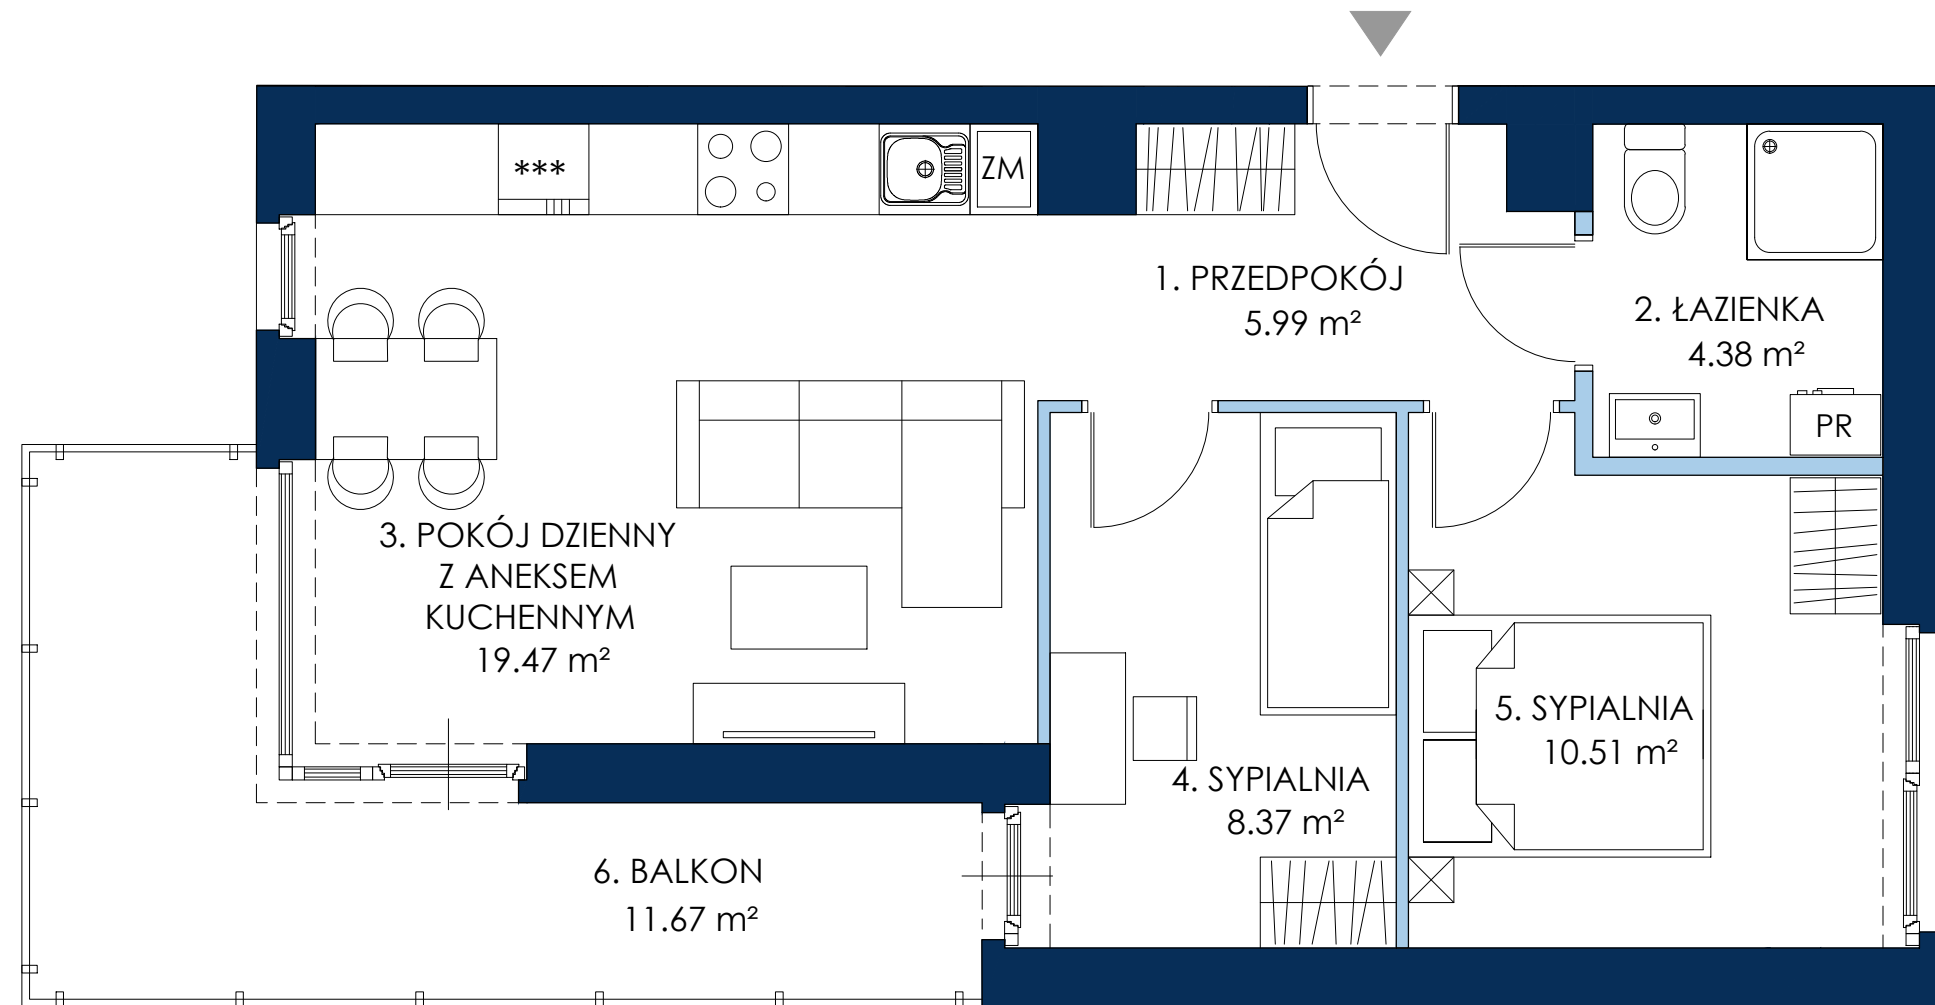 ***
ZM
1. PRZEDPOKÓJ
5.99 m²
2. ŁAZIENKA
4.38 m²
PR
3. POKÓJ DZIENNY
Z ANEKSEM
KUCHENNYM
19.47 m²
4. SYPIALNIA
8.37 m²
5. SYPIALNIA
10.51 m²
6. BALKON
11.67 m²